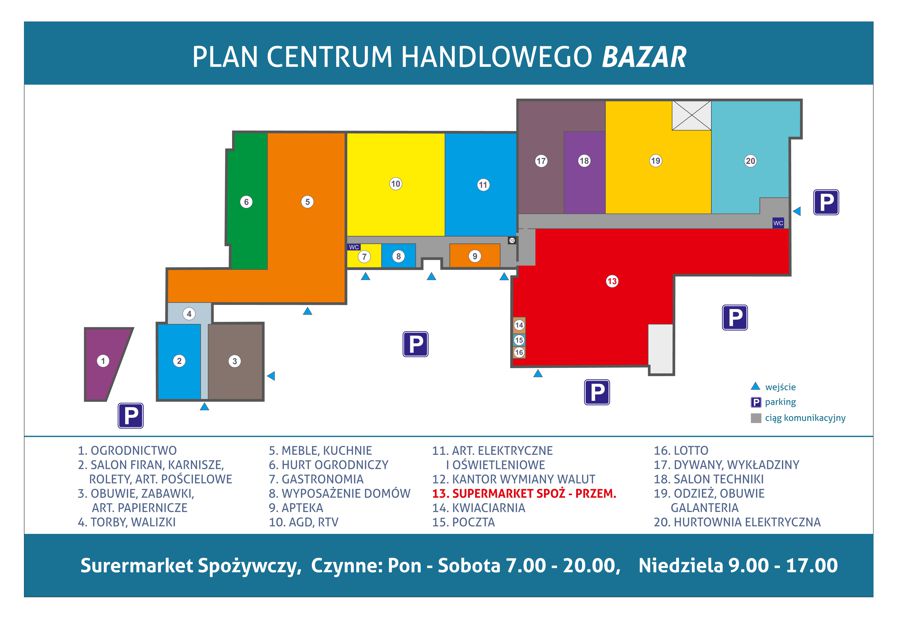 PLAN CENTRUM HANDLOWEGO BAZAR
17
18
19
20
6
5
10
11
P
WC
WC
7
8
9
13
4
14
15
16
P
P
1
2
3
P
P
wejście
P parking
ciąg komunikacyjny
1. OGRODNICTWO
2. SALON FIRAN, KARNISZE,
ROLETY, ART. POŚCIELOWE
3. OBUWIE, ZABAWKI,
ART. PAPIERNICZE
4. TORBY, WALIZKI
5. MEBLE, KUCHNIE
6. HURT OGRODNICZY
7. GASTRONOMIA
8. WYPOSAŻENIE DOMÓW
9. APTEKA
10. AGD, RTV
11. ART. ELEKTRYCZNE
I OŚWIETLENIOWE
12. KANTOR WYMIANY WALUT
13. SUPERMARKET SPOŻ - PRZEM.
14. KWIACIARNIA
15. POCZTA
16. LOTTO
17. DYWANY, WYKŁADZINY
18. SALON TECHNIKI
19. ODZIEŻ, OBUWIE
GALANTERIA
20. HURTOWNIA ELEKTRYCZNA
Surermarket Spożywczy, Czynne: Pon - Sobota 7.00 - 20.00, Niedziela 9.00 - 17.00